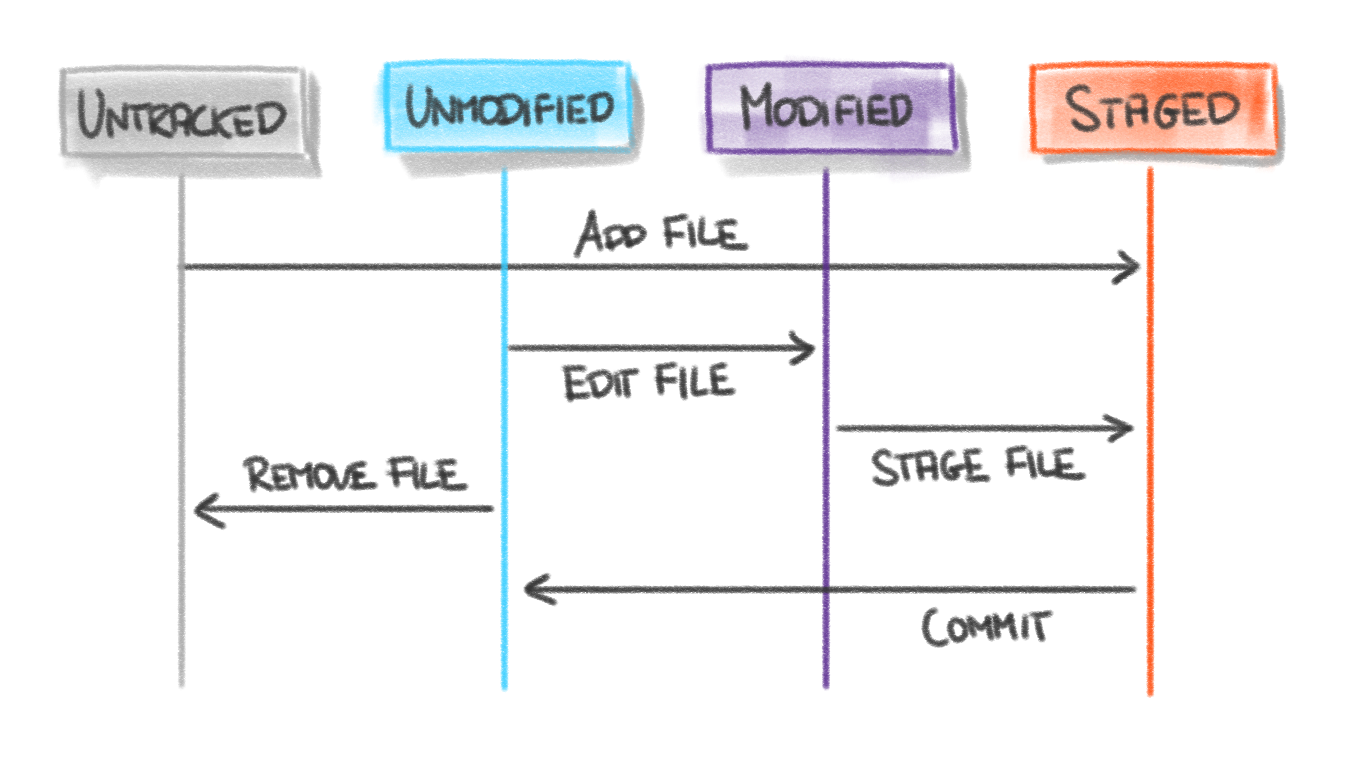 UNTRACKED
UNMODIFIED
MODIFIED
STAGED
ADD FILE
EDIT FILE
STAGE FILE
REMOVE FILE
COMMIT